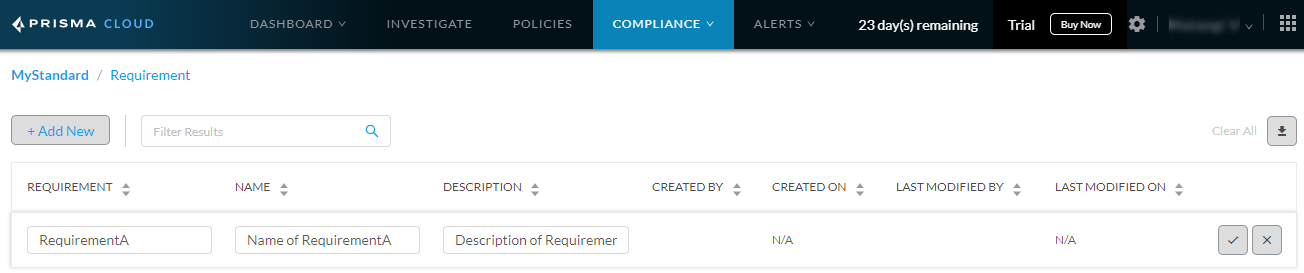 PRISMA CLOUD DASHBOARD INVESTIGATE POLICIES COMPLIANCE ALERTS 23 day(s) remaining Trial Buy Now
MyStandard / Requirement
+ Add New Filter Results Clear All
REQUIREMENT NAME DESCRIPTION CREATED BY CREATED ON LAST MODIFIED BY LAST MODIFIED ON
RequirementA Name of RequirementA Description of Requiremer N/A N/A